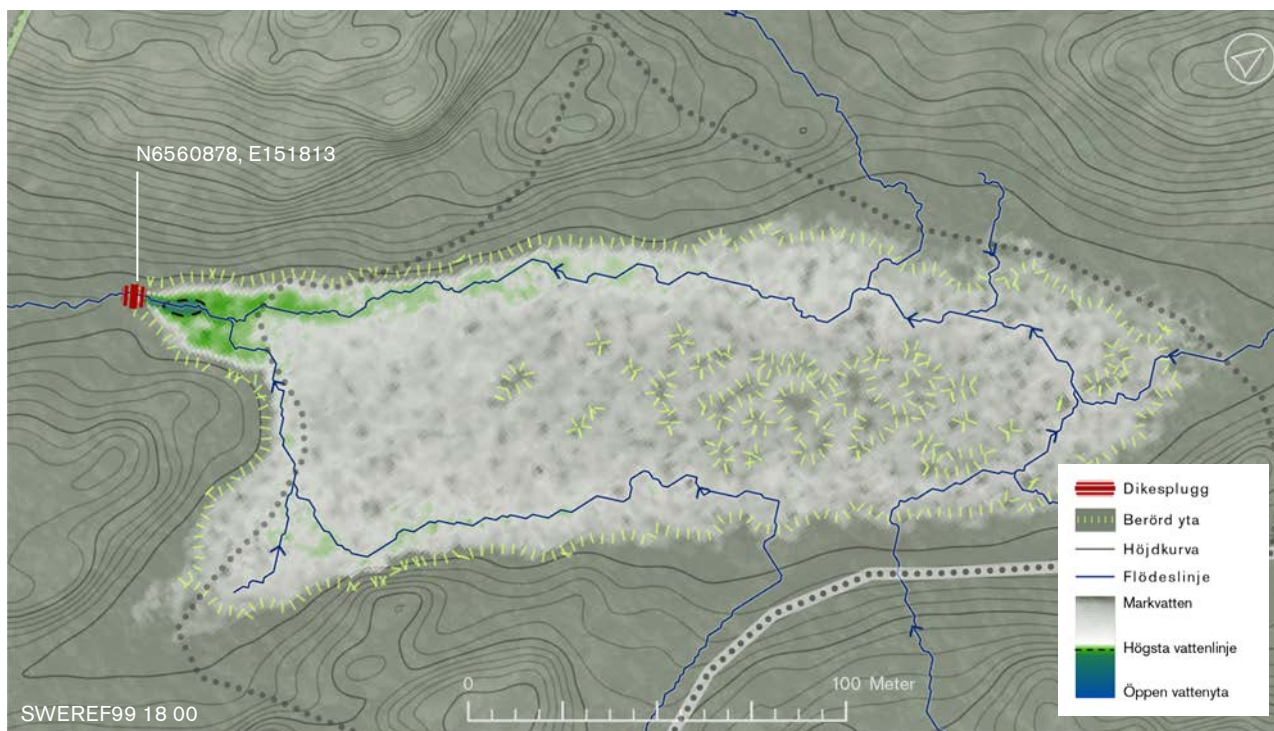 N6560878, E151813
Dikesplugg
Berörd yta
Höjdkurva
Flödeslinje
Markvatten
Högsta vattenlinje
Öppen vattenyta
0 100 Meter
SWEREF99 18 00